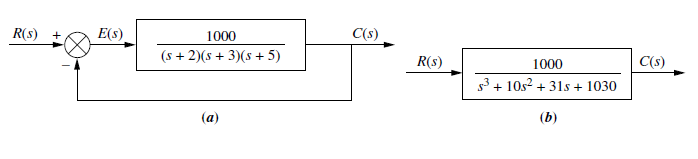 R(s) + E(s) 1000 C(s)
(s + 2)(s + 3)(s + 5)
−
(a)
R(s) 1000 C(s)
s³ + 10s² + 31s + 1030
(b)